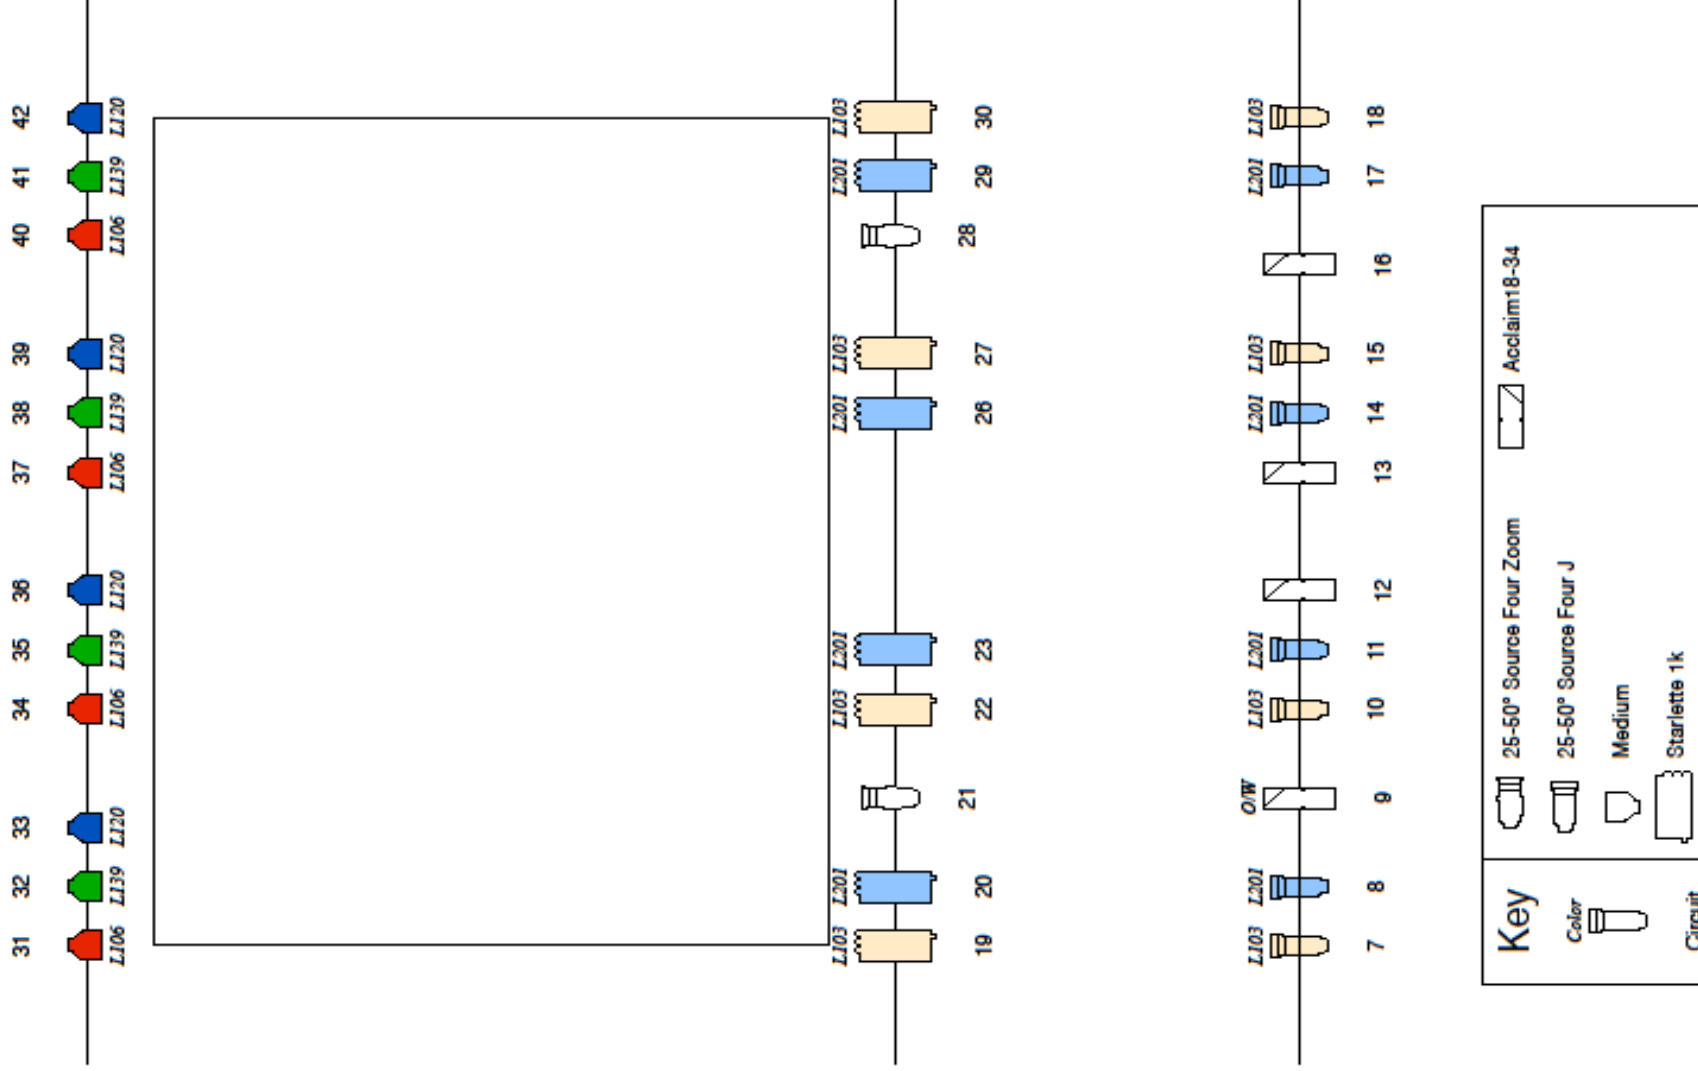 31 32 33 34 35 36 37 38 39 40 41 42
L106 L139 L120 L106 L139 L120 L106 L139 L120 L106 L139 L120
L103 L201 L103 L201 L201 L103 L201 L103
19 20 21 22 23 26 27 28 29 30
L103 L201 O/W L103 L201 L201 L103 L201 L103
7 8 9 10 11 12 13 14 15 16 17 18
Key
Color
Circuit
25-50° Source Four Zoom
25-50° Source Four J
Medium
Starlette 1k
Acclaim18-34